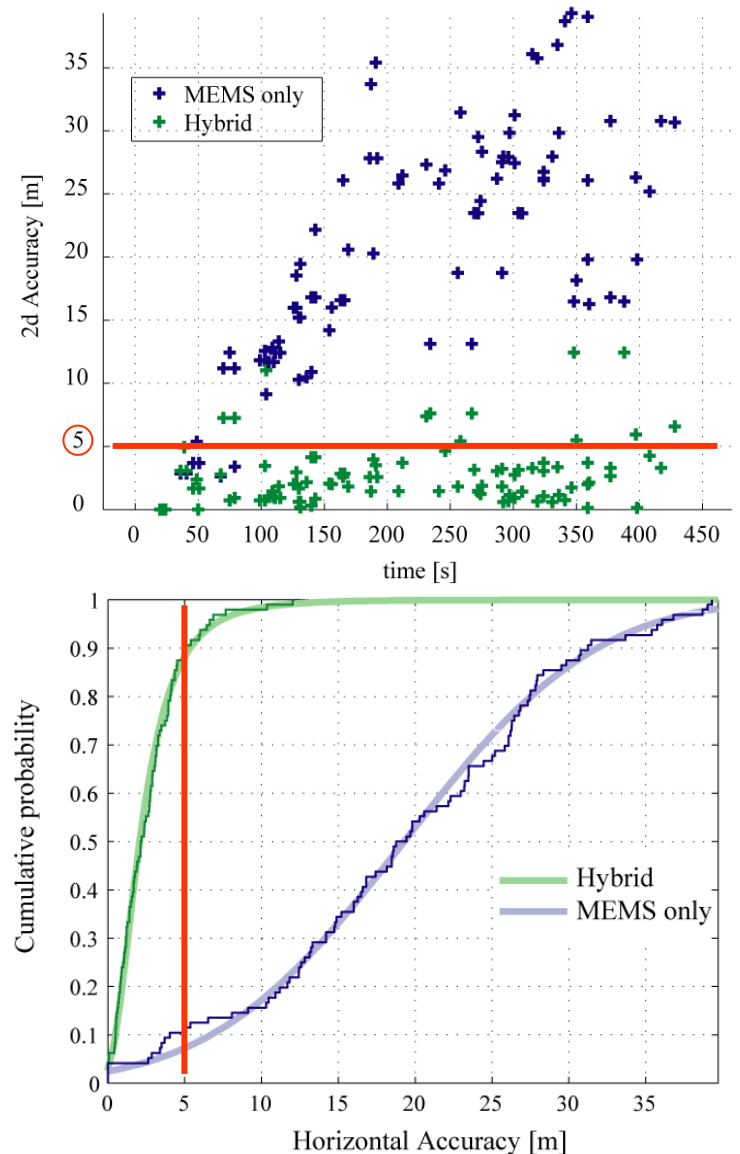 35
30
25
20
15
10
5
0
2d Accuracy [m]
MEMS only
Hybrid
0 50 100 150 200 250 300 350 400 450
time [s]
1
0.9
0.8
0.7
0.6
0.5
0.4
0.3
0.2
0.1
0
Cumulative probability
Hybrid
MEMS only
0 5 10 15 20 25 30 35
Horizontal Accuracy [m]